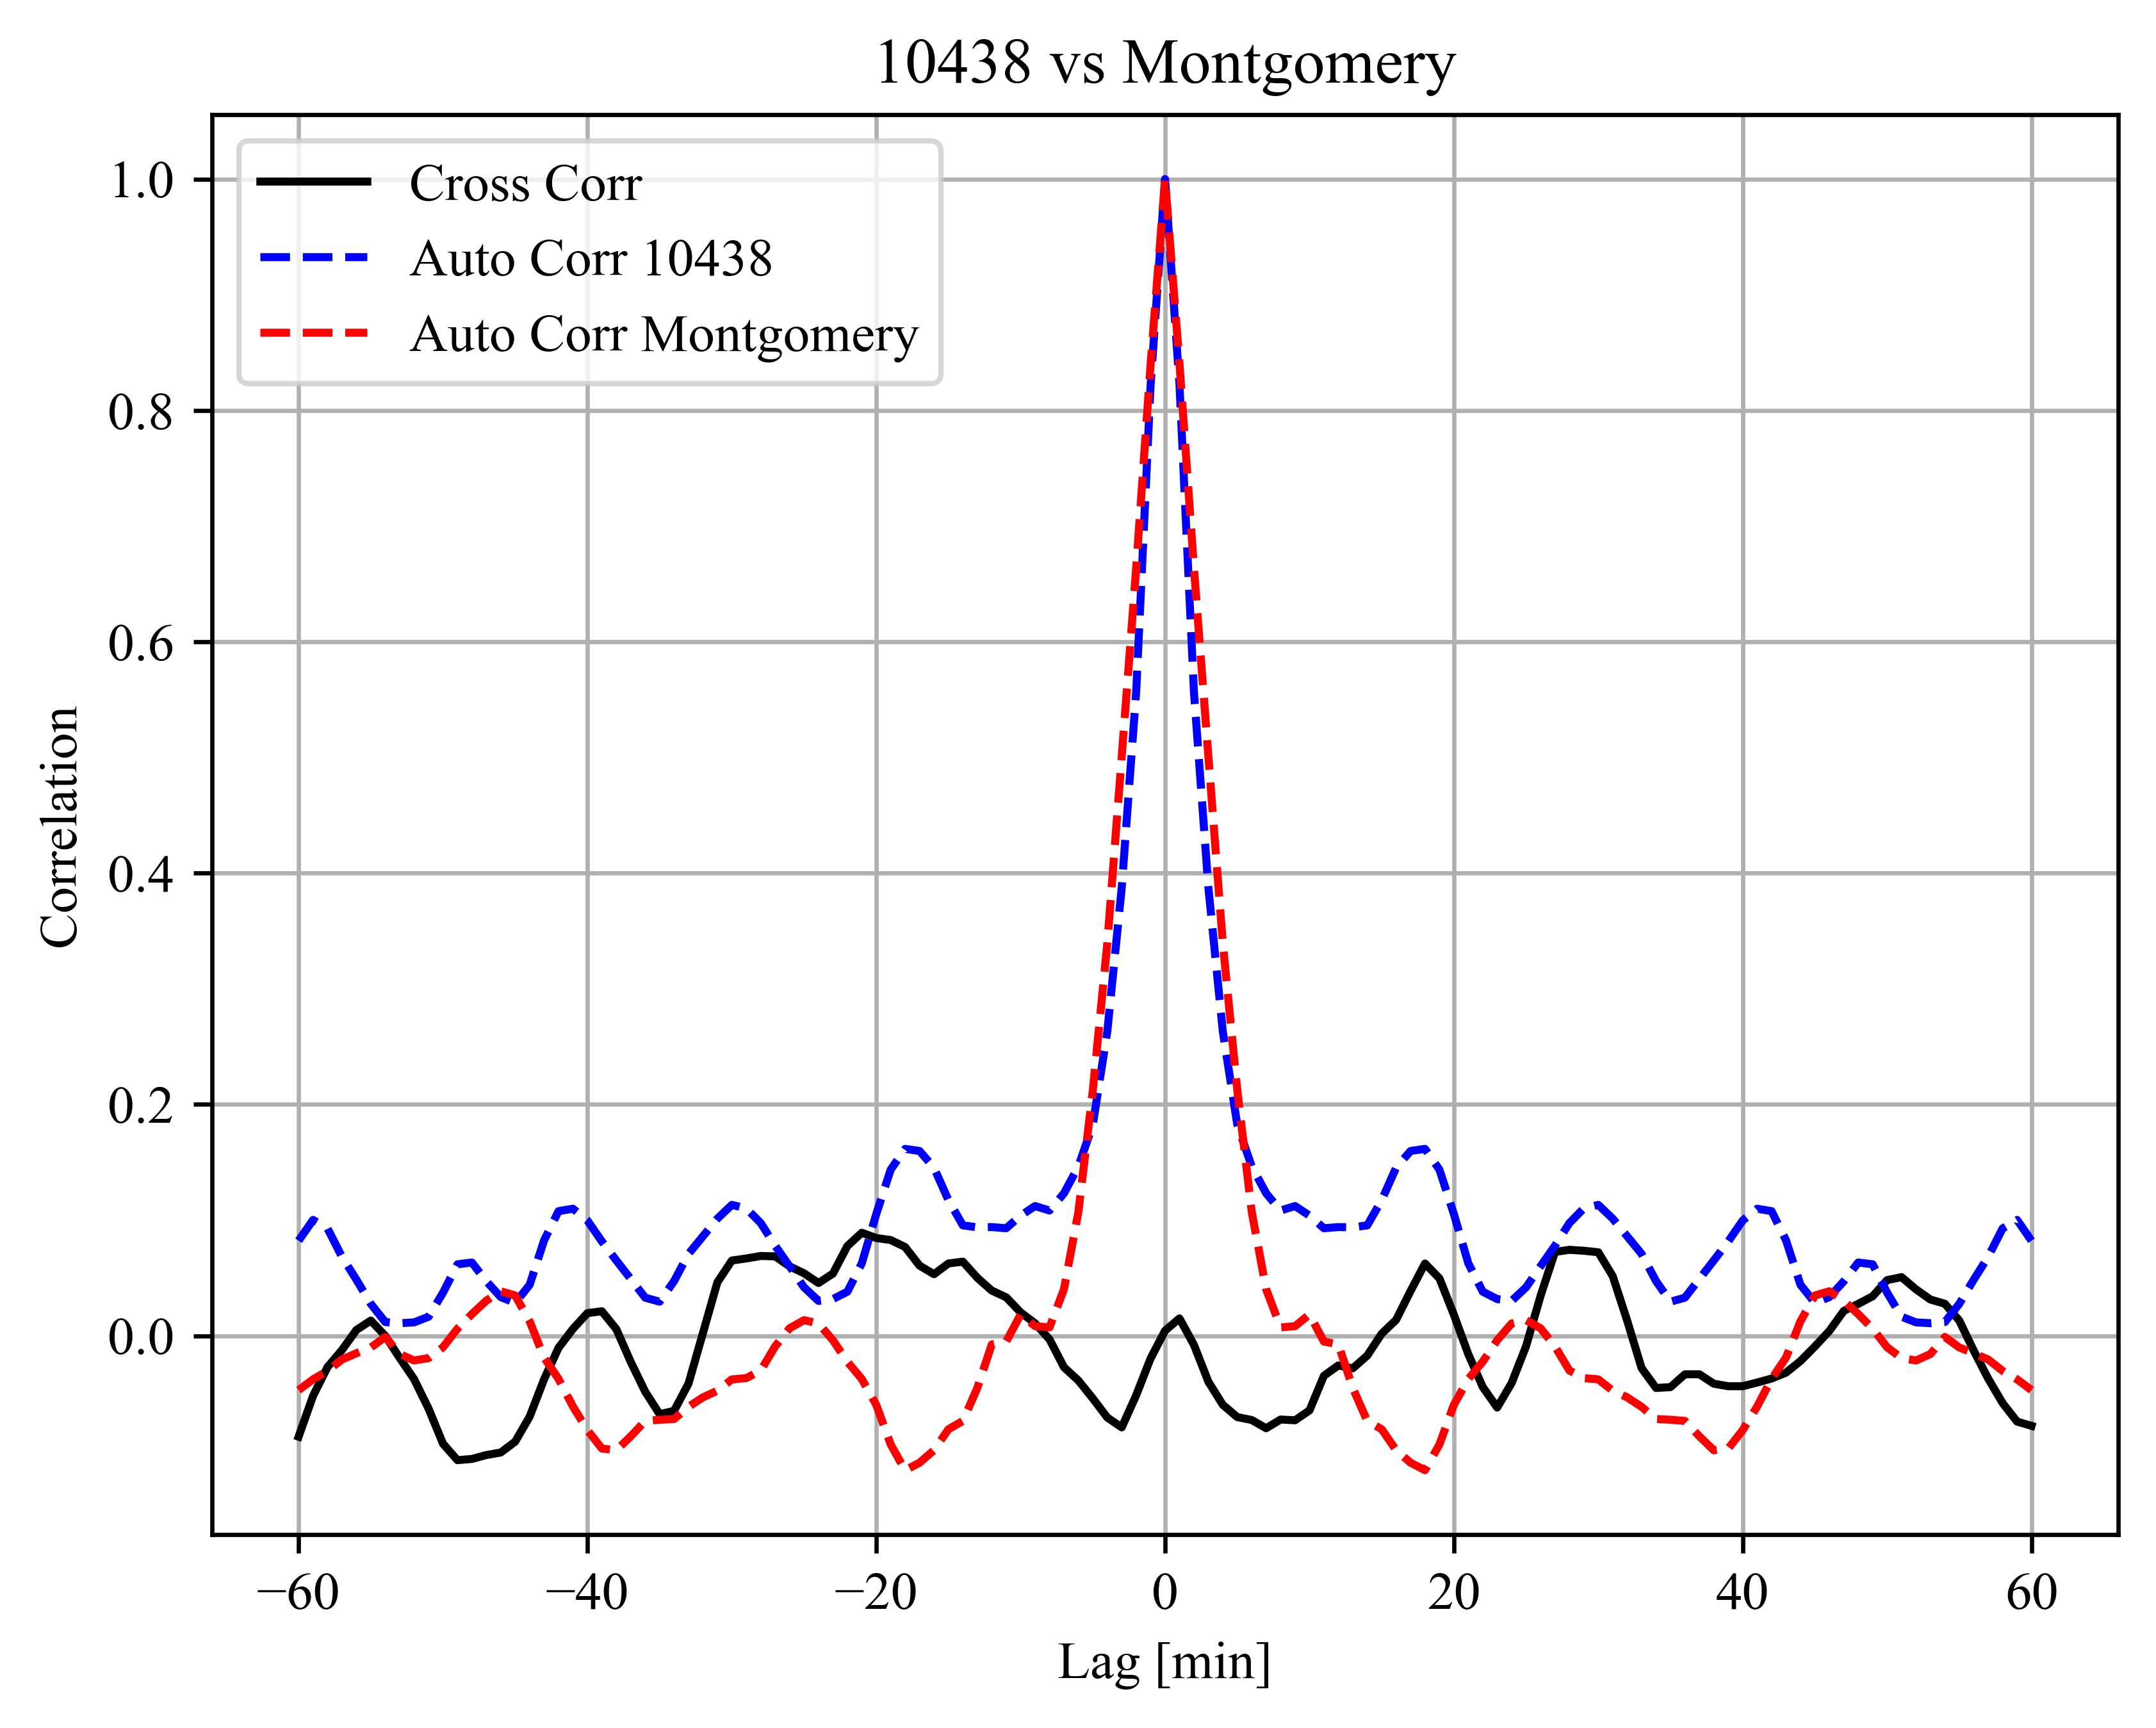 10438 vs Montgomery
Cross Corr
Auto Corr 10438
Auto Corr Montgomery
1.0
0.8
0.6
0.4
0.2
0.0
Correlation
−60 −40 −20 0 20 40 60
Lag [min]